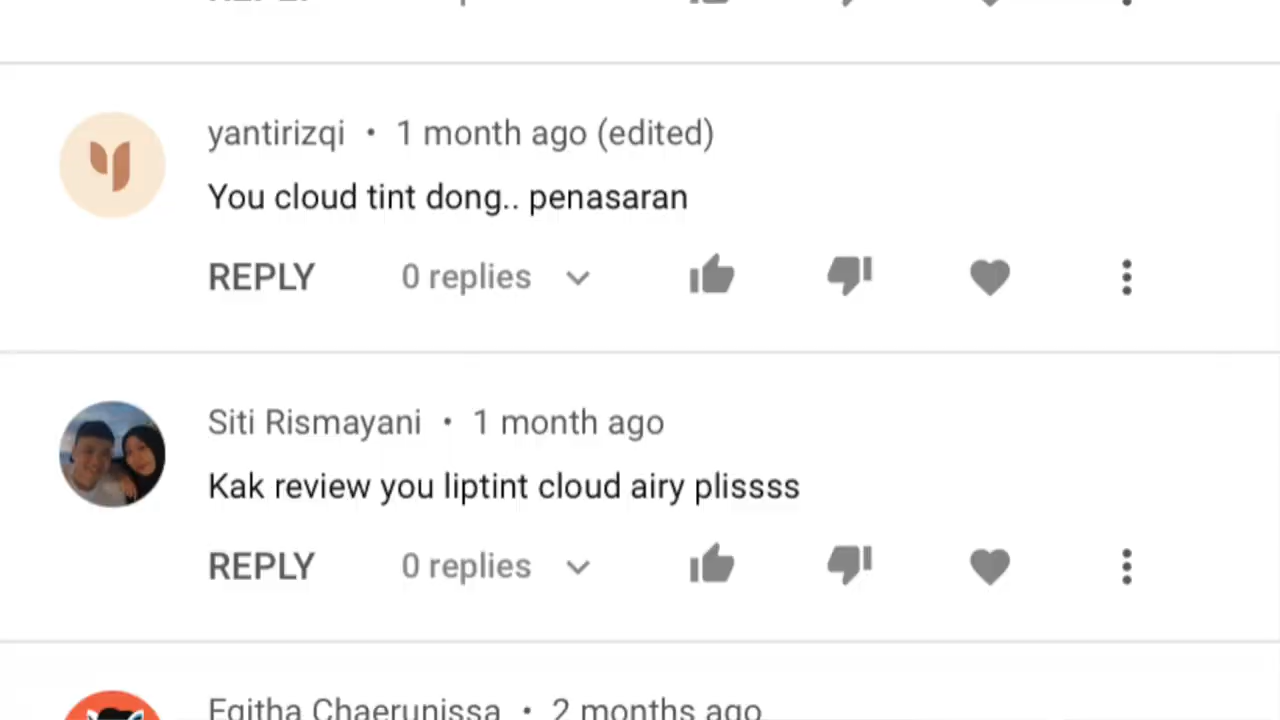 REPLY
yantirizqi • 1 month ago (edited)
You cloud tint dong.. penasaran
REPLY 0 replies
Siti Rismayani • 1 month ago
Kak review you liptint cloud airy plissss
REPLY 0 replies
Egitha Chaerunissa • 2 months ago